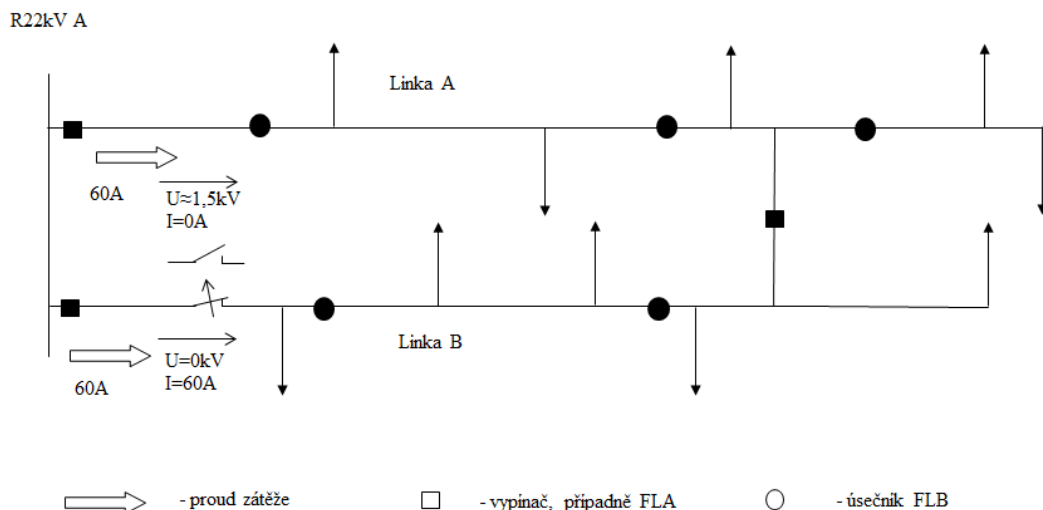 R22kV A
Linka A
60A
U≈1,5kV
I=0A
Linka B
60A
U=0kV
I=60A
- proud zátěže
- vypínač, případně FLA
- úsečník FLB